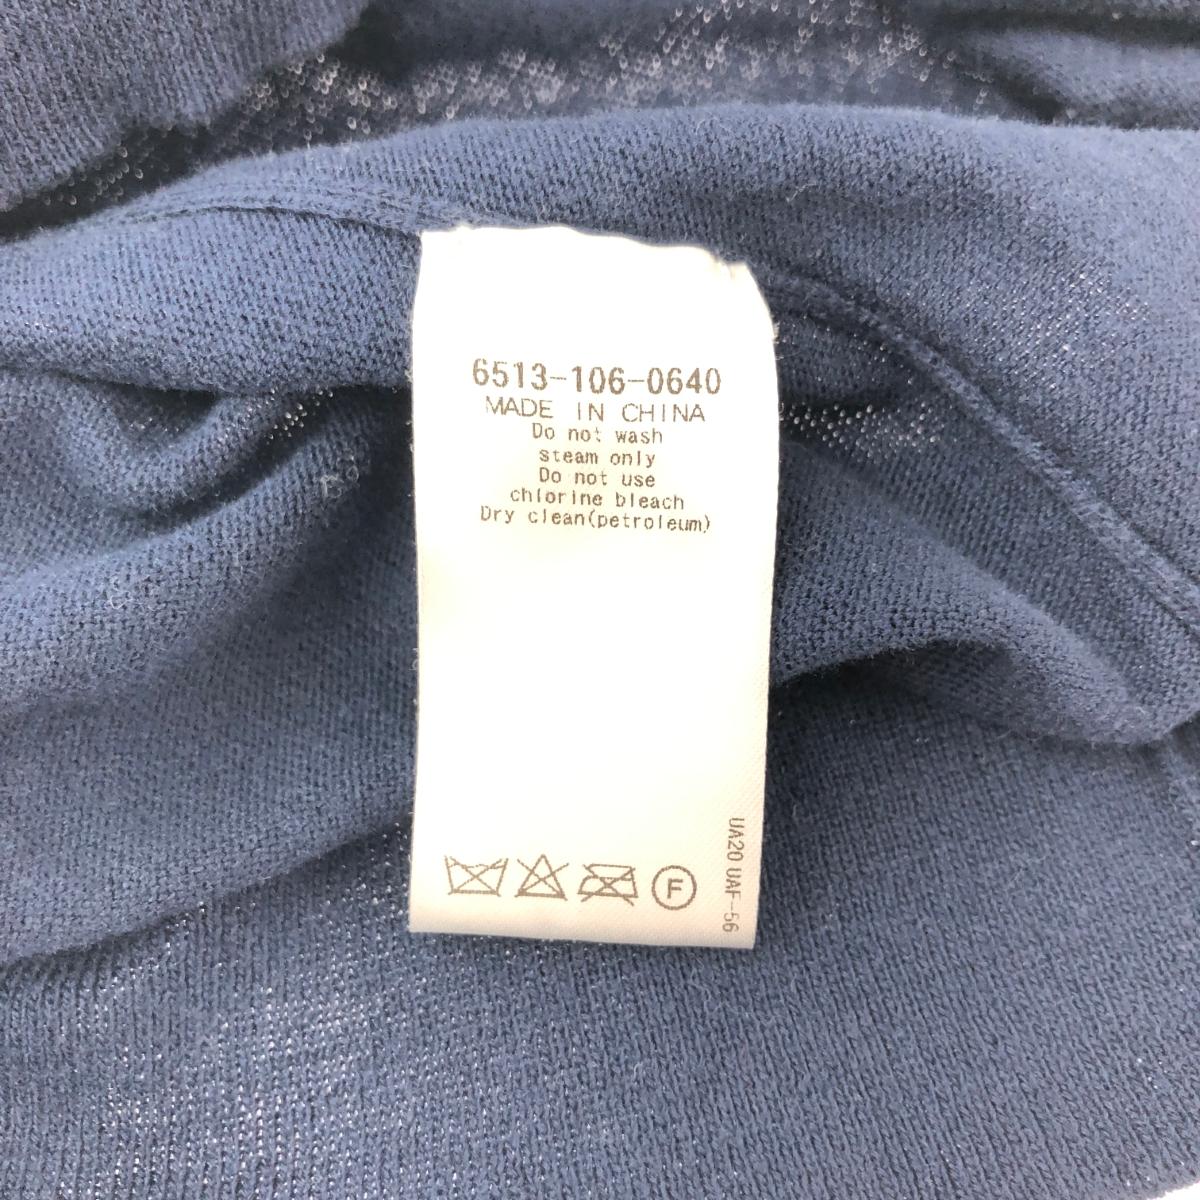 6513-106-0640
MADE IN CHINA
Do not wash
steam only
Do not use
chlorine bleach
Dry clean(petroleum)
F
UA20 UAF-56